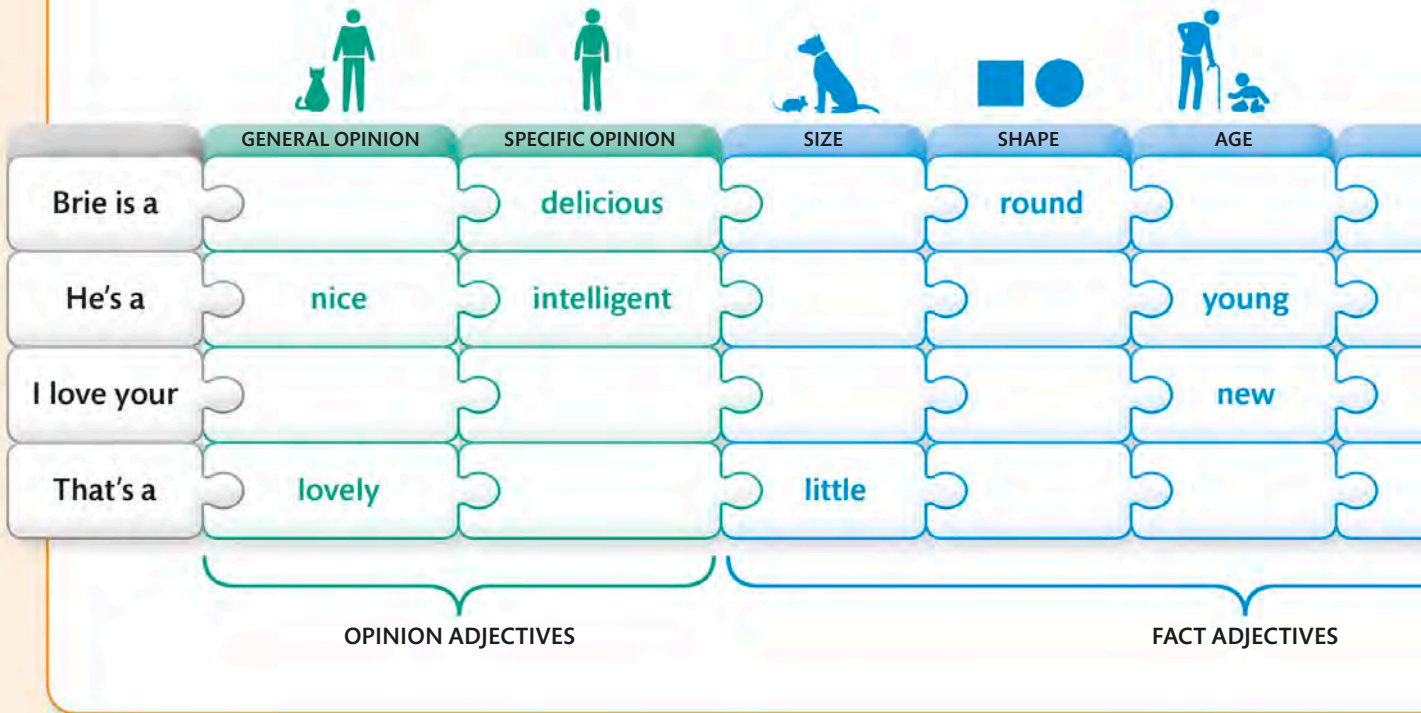 GENERAL OPINION SPECIFIC OPINION SIZE SHAPE AGE
Brie is a delicious round
He's a nice intelligent young
I love your new
That's a lovely little
OPINION ADJECTIVES FACT ADJECTIVES